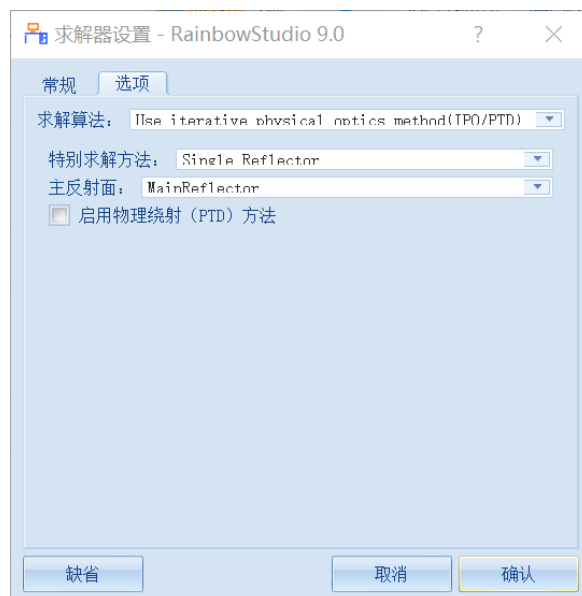 求解器设置 - RainbowStudio 9.0 ?
常规 选项
求解算法： Use iterative physical optics method(IPO/PTD)
特别求解方法： Single Reflector
主反射面： MainReflector
启用物理绕射（PTD）方法
缺省 取消 确认